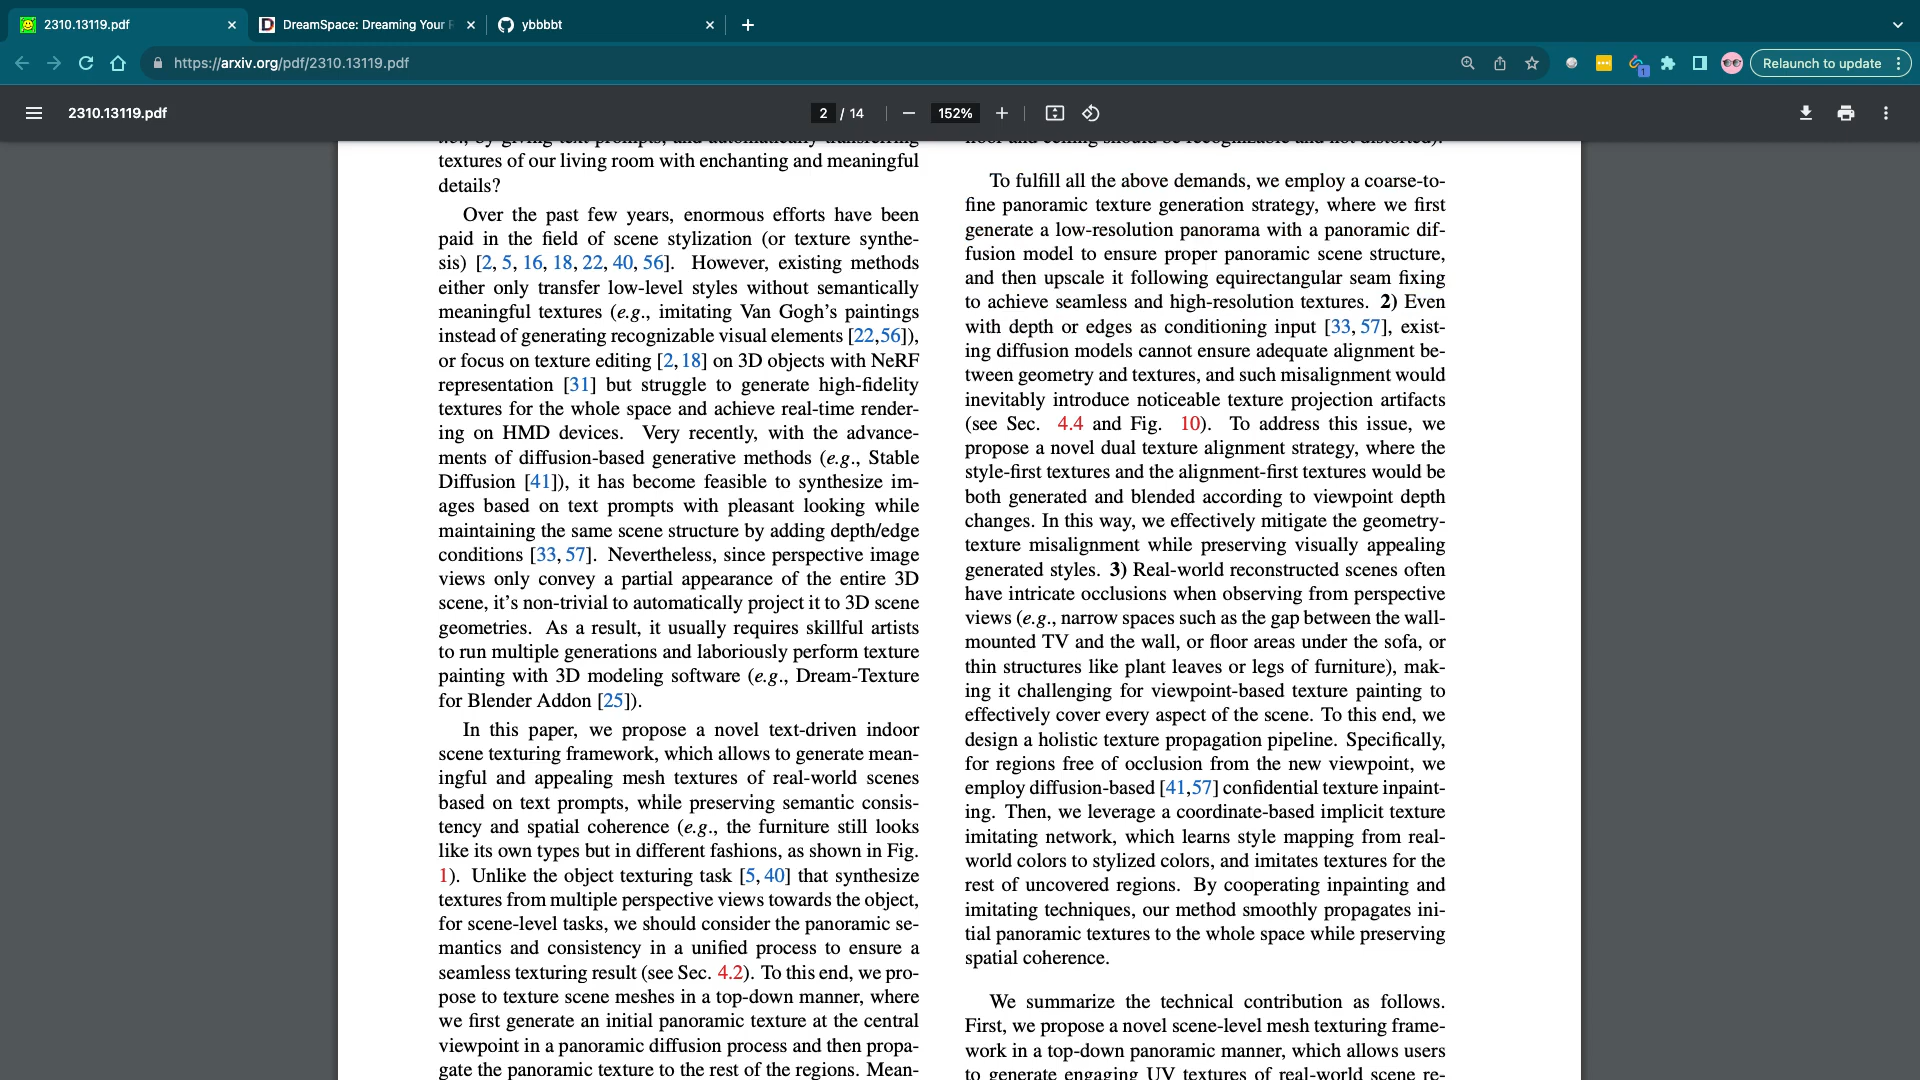 2310.13119.pdf
DreamSpace: Dreaming Your
ybbbbt
https://arxiv.org/pdf/2310.13119.pdf
1
Relaunch to update
2310.13119.pdf
2 / 14
152%
textures of our living room with enchanting and meaningful
details?
Over the past few years, enormous efforts have been
paid in the field of scene stylization (or texture synthe-
sis) [2, 5, 16, 18, 22, 40, 56]. However, existing methods
either only transfer low-level styles without semantically
meaningful textures (e.g., imitating Van Gogh's paintings
instead of generating recognizable visual elements [22,56]),
or focus on texture editing [2, 18] on 3D objects with NeRF
representation [31] but struggle to generate high-fidelity
textures for the whole space and achieve real-time render-
ing on HMD devices. Very recently, with the advance-
ments of diffusion-based generative methods (e.g., Stable
Diffusion [41]), it has become feasible to synthesize im-
ages based on text prompts with pleasant looking while
maintaining the same scene structure by adding depth/edge
conditions [33, 57]. Nevertheless, since perspective image
views only convey a partial appearance of the entire 3D
scene, it's non-trivial to automatically project it to 3D scene
geometries. As a result, it usually requires skillful artists
to run multiple generations and laboriously perform texture
painting with 3D modeling software (e.g., Dream-Texture
for Blender Addon [25]).
In this paper, we propose a novel text-driven indoor
scene texturing framework, which allows to generate mean-
ingful and appealing mesh textures of real-world scenes
based on text prompts, while preserving semantic consis-
tency and spatial coherence (e.g., the furniture still looks
like its own types but in different fashions, as shown in Fig.
1). Unlike the object texturing task [5, 40] that synthesize
textures from multiple perspective views towards the object,
for scene-level tasks, we should consider the panoramic se-
mantics and consistency in a unified process to ensure a
seamless texturing result (see Sec. 4.2). To this end, we pro-
pose to texture scene meshes in a top-down manner, where
we first generate an initial panoramic texture at the central
viewpoint in a panoramic diffusion process and then propa-
gate the panoramic texture to the rest of the regions. Mean-
To fulfill all the above demands, we employ a coarse-to-
fine panoramic texture generation strategy, where we first
generate a low-resolution panorama with a panoramic dif-
fusion model to ensure proper panoramic scene structure,
and then upscale it following equirectangular seam fixing
to achieve seamless and high-resolution textures. 2) Even
with depth or edges as conditioning input [33, 57], exist-
ing diffusion models cannot ensure adequate alignment be-
tween geometry and textures, and such misalignment would
inevitably introduce noticeable texture projection artifacts
(see Sec. 4.4 and Fig. 10). To address this issue, we
propose a novel dual texture alignment strategy, where the
style-first textures and the alignment-first textures would be
both generated and blended according to viewpoint depth
changes. In this way, we effectively mitigate the geometry-
texture misalignment while preserving visually appealing
generated styles. 3) Real-world reconstructed scenes often
have intricate occlusions when observing from perspective
views (e.g., narrow spaces such as the gap between the wall-
mounted TV and the wall, or floor areas under the sofa, or
thin structures like plant leaves or legs of furniture), mak-
ing it challenging for viewpoint-based texture painting to
effectively cover every aspect of the scene. To this end, we
design a holistic texture propagation pipeline. Specifically,
for regions free of occlusion from the new viewpoint, we
employ diffusion-based [41,57] confidential texture inpaint-
ing. Then, we leverage a coordinate-based implicit texture
imitating network, which learns style mapping from real-
world colors to stylized colors, and imitates textures for the
rest of uncovered regions. By cooperating inpainting and
imitating techniques, our method smoothly propagates ini-
tial panoramic textures to the whole space while preserving
spatial coherence.
We summarize the technical contribution as follows.
First, we propose a novel scene-level mesh texturing frame-
work in a top-down panoramic manner, which allows users
to generate engaging UV textures of real-world scene re-